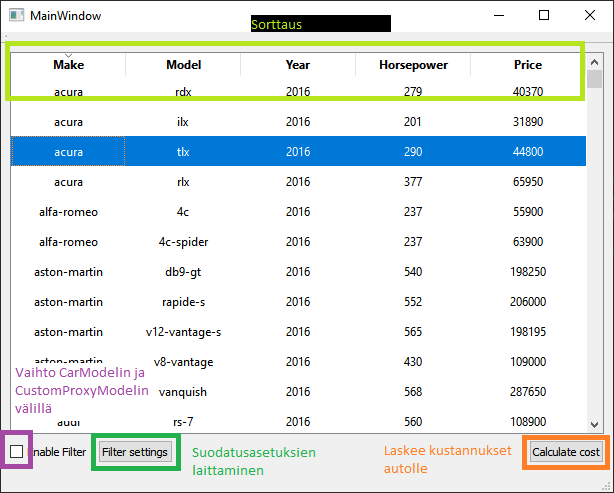 MainWindow
Sorttaus
Make Model Year Horsepower Price
acura rdx 2016 279 40370
acura ilx 2016 201 31890
acura tlx 2016 290 44800
acura rlx 2016 377 65950
alfa-romeo 4c 2016 237 55900
alfa-romeo 4c-spider 2016 237 63900
aston-martin db9-gt 2016 540 198250
aston-martin rapide-s 2016 552 206000
aston-martin v12-vantage-s 2016 565 198195
v8-vantage 2016 430 109000
Vaihto CarModelin ja
CustomProxyModelin
välillä
vanquish 2016 568 287650
audi rs-7 2016 560 108900
nable Filter
Filter settings
Suodatusasetuksien
laittaminen
Laskee kustannukset
autolle
Calculate cost